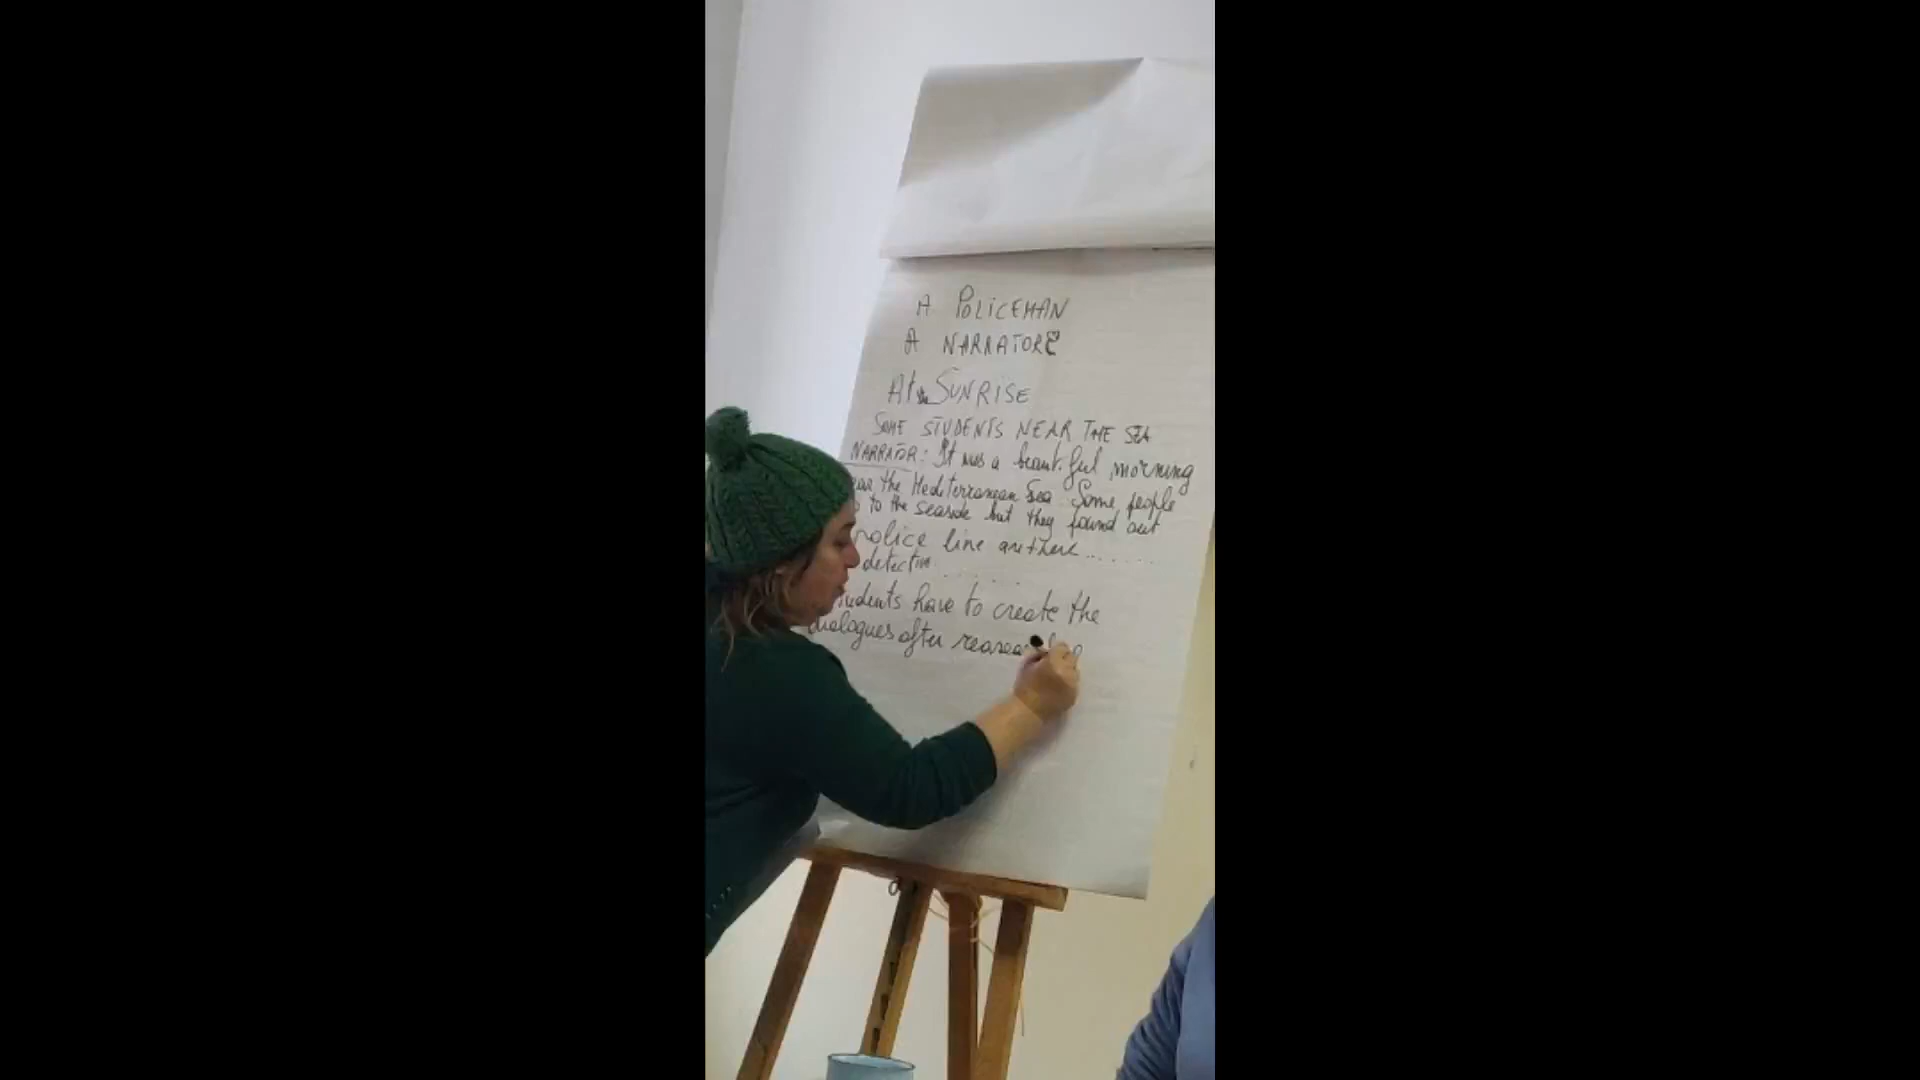 A POLICEMAN
A NARRATORE
At SUNRISE
SOME STUDENTS NEAR THE SEA
NARRATOR: It was a beautiful morning
the Mediterranean Sea. Some people
to the seaside but they found out
police line and there.......
detective.......
students have to create the
dialogues after